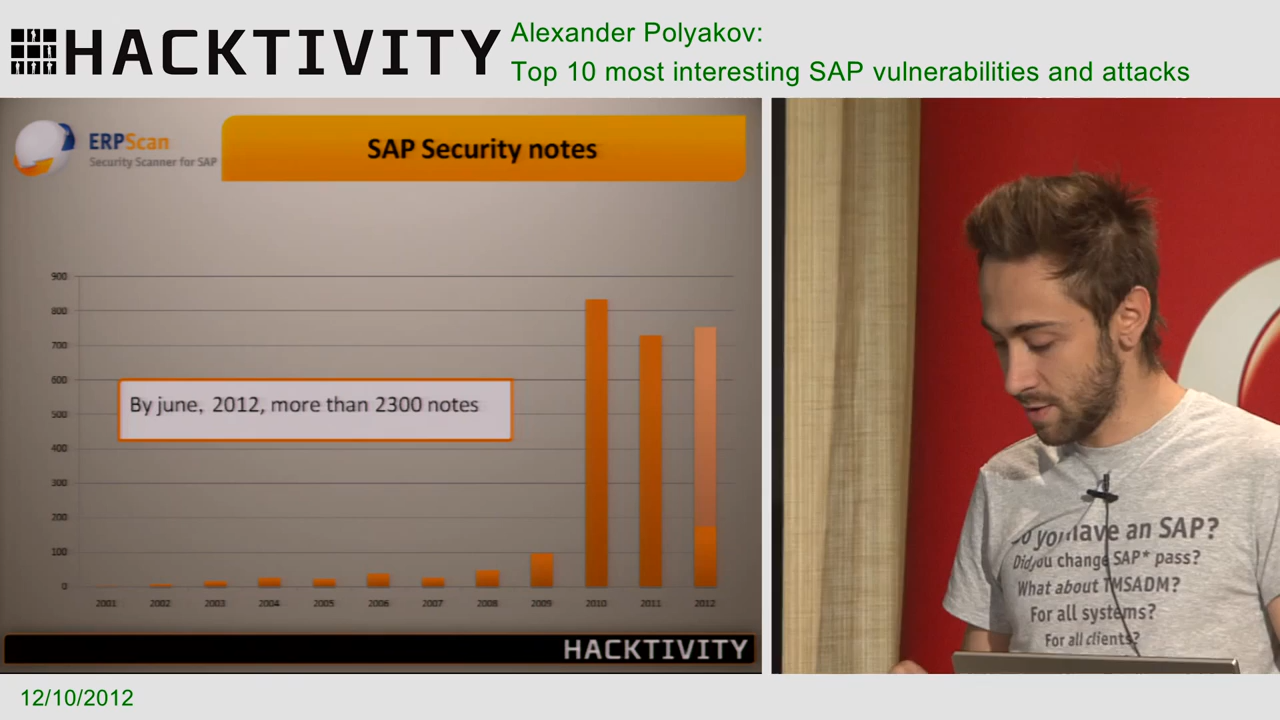 HACKTIVITY
Alexander Polyakov:
Top 10 most interesting SAP vulnerabilities and attacks
ERPScan
Security Scanner for SAP
SAP Security notes
900
800
700
600
500
400
300
200
100
0
By june, 2012, more than 2300 notes
2001 2002 2003 2004 2005 2006 2007 2008 2009 2010 2011 2012
HACKTIVITY
have an SAP?
Did you change SAP* pass?
What about TMSADM?
For all systems?
For all clients?
12/10/2012